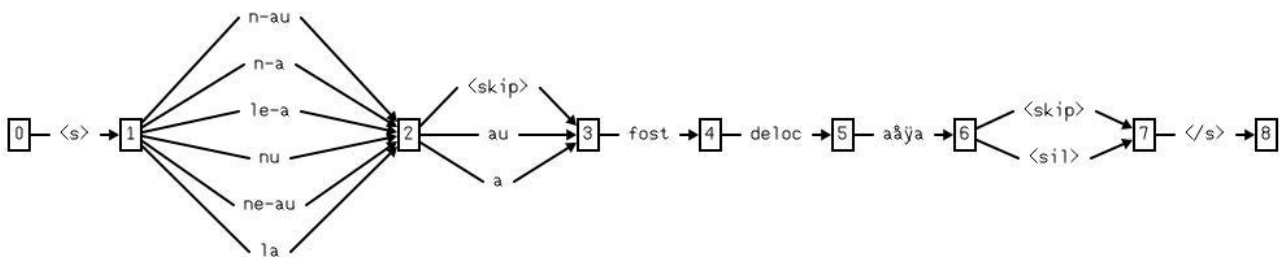 n-au
n-a
<skip>
le-a
<skip>
0 <s> 1 2 au 3 fost 4 deloc 5 aåÿa 6 7 </s> 8
nu
<sil>
a
ne-au
la